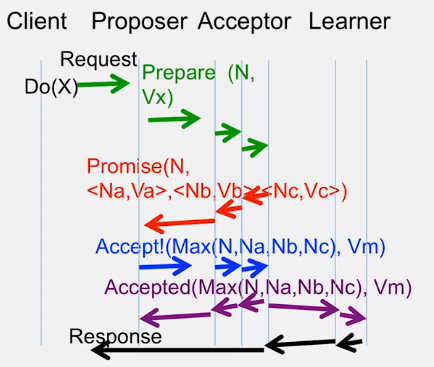 Client Proposer Acceptor Learner
Request
Do(X)
Prepare (N,
Vx)
Promise(N,
<Na,Va>,<Nb,Vb>,<Nc,Vc>)
Accept!(Max(N,Na,Nb,Nc), Vm)
Accepted(Max(N,Na,Nb,Nc), Vm)
Response